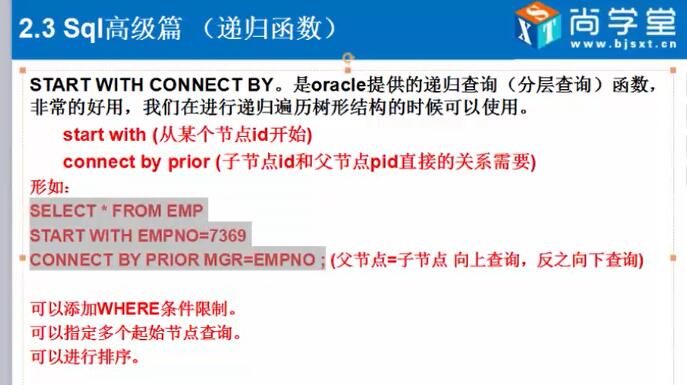 2.3 Sql高级篇 （递归函数）
SXT
尚学堂
www.bjsxt.cn
START WITH CONNECT BY。是oracle提供的递归查询（分层查询）函数，
非常的好用，我们在进行递归遍历树形结构的时候可以使用。
start with (从某个节点id开始)
connect by prior (子节点id和父节点pid直接的关系需要)
形如：
SELECT * FROM EMP
START WITH EMPNO=7369
CONNECT BY PRIOR MGR=EMPNO ; (父节点=子节点 向上查询，反之向下查询)
可以添加WHERE条件限制。
可以指定多个起始节点查询。
可以进行排序。